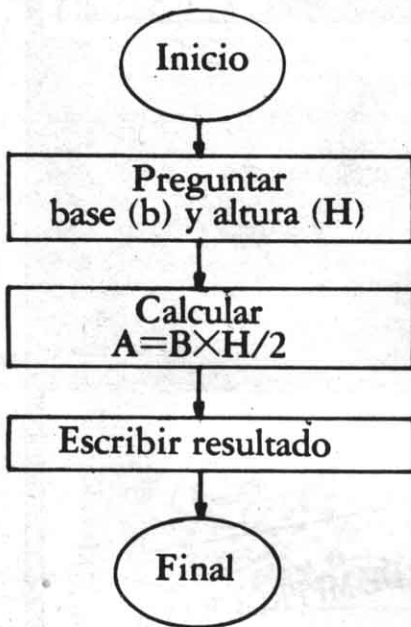 Inicio
Preguntar
base (b) y altura (H)
Calcular
A=B×H/2
Escribir resultado
Final